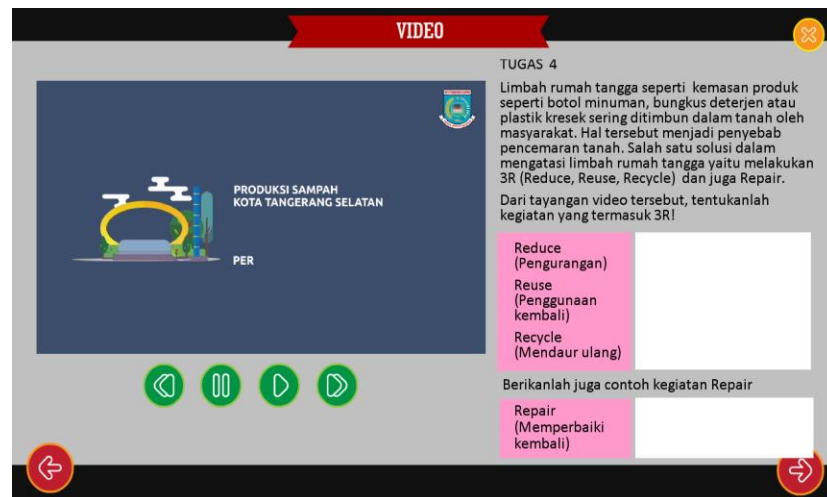 VIDEO
PRODUKSI SAMPAH
KOTA TANGERANG SELATAN
PER
TUGAS 4
Limbah rumah tangga seperti kemasan produk
seperti botol minuman, bungkus deterjen atau
plastik kresek sering ditimbun dalam tanah oleh
masyarakat. Hal tersebut menjadi penyebab
pencemaran tanah. Salah satu solusi dalam
mengatasi limbah rumah tangga yaitu melakukan
3R (Reduce, Reuse, Recycle) dan juga Repair.
Dari tayangan video tersebut, tentukanlah
kegiatan yang termasuk 3R!
Reduce
(Pengurangan)
Reuse
(Penggunaan
kembali)
Recycle
(Mendaur ulang)
Berikanlah juga contoh kegiatan Repair
Repair
(Memperbaiki
kembali)